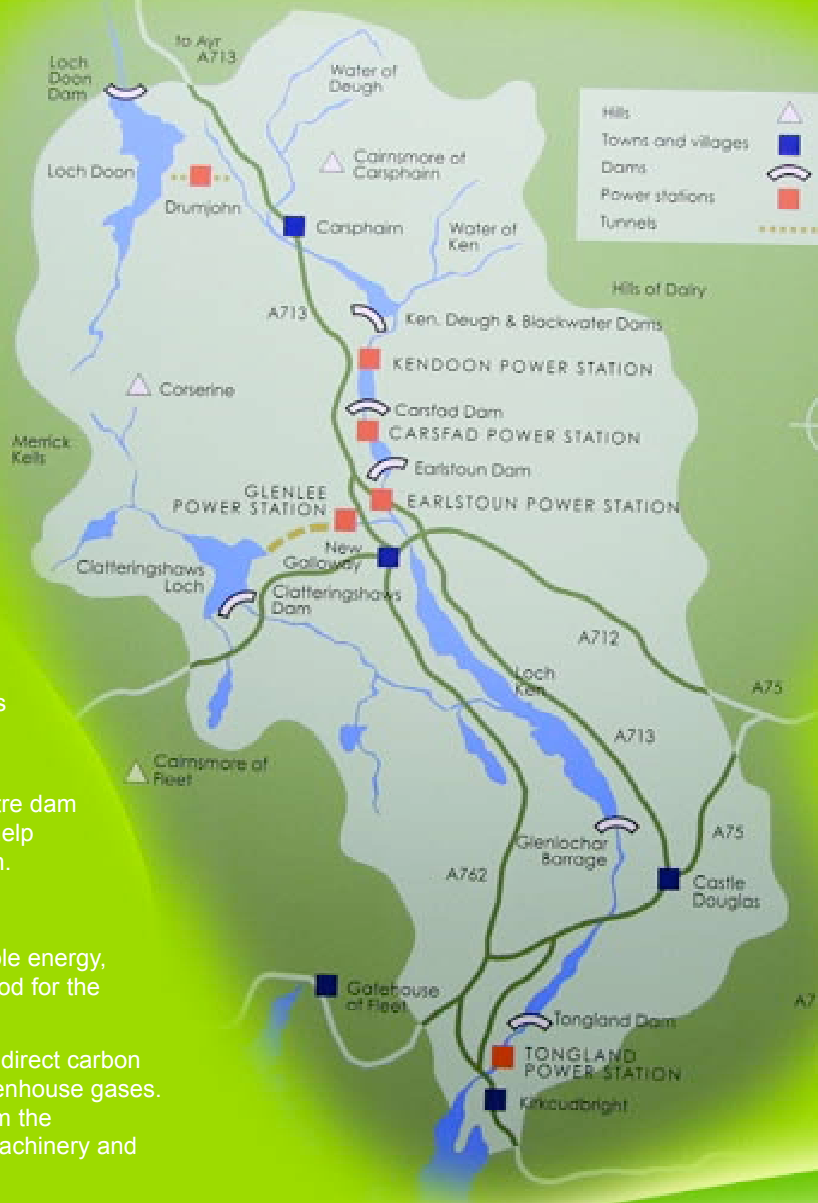 to Ayr
A713
Loch
Doon
Dam
Water of
Deugh
Hills
Towns and villages
Dams
Power stations
Tunnels
Loch Doon
Drumjohn
Cairnsmore of
Carsphairn
Carsphairn
Water of
Ken
Hills of Dalry
A713
Ken, Deugh & Blackwater Dams
KENDOON POWER STATION
Corserine
Carsfad Dam
CARSFAD POWER STATION
Merrick
Kells
Earlstoun Dam
GLENLEE
POWER STATION
EARLSTOUN POWER STATION
New
Galloway
Clatteringshaws
Loch
Clatteringshaws
Dam
A712
Loch
Ken
A75
A713
s
Cairnsmore of
Fleet
tre dam
elp
n.
Glenlochar
Barrage
A75
A762
Castle
Douglas
ble energy,
od for the
Gatehouse
of Fleet
A7
Tongland Dam
TONGLAND
POWER STATION
direct carbon
enhouse gases.
m the
achinery and
Kirkcudbright